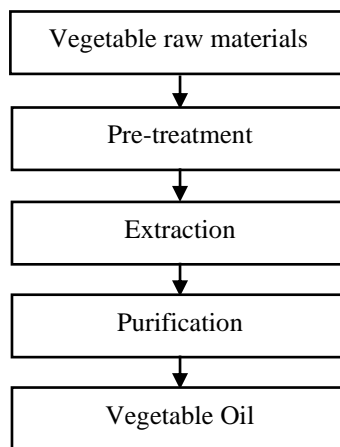 Vegetable raw materials
Pre-treatment
Extraction
Purification
Vegetable Oil